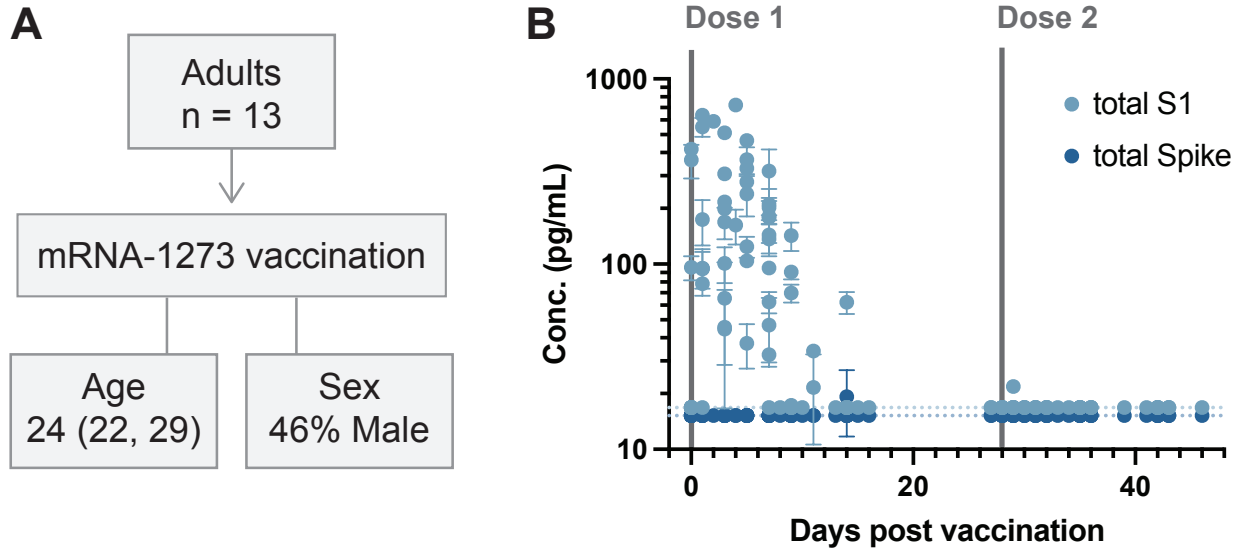 A
Adults
n = 13
mRNA-1273 vaccination
Age
24 (22, 29)
Sex
46% Male
B
Dose 1
Dose 2
1000
100
10
Conc. (pg/mL)
total S1
total Spike
0
20
40
Days post vaccination